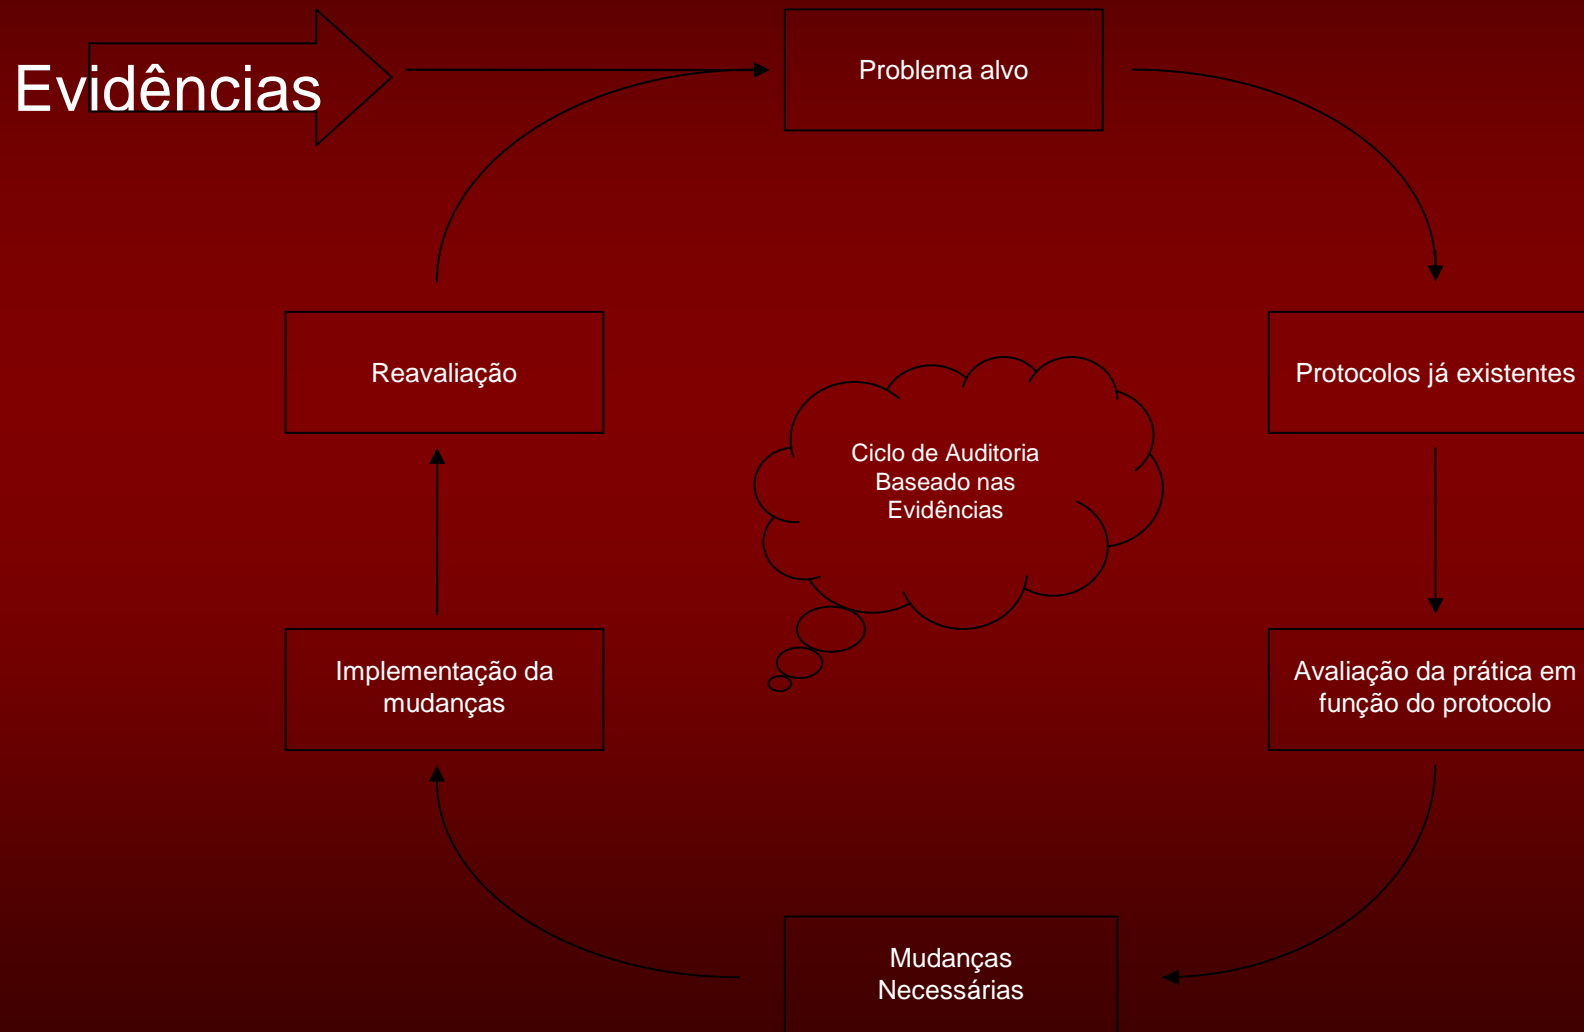 Evidências
Problema alvo
Protocolos já existentes
Avaliação da prática em
função do protocolo
Mudanças
Necessárias
Implementação da
mudanças
Reavaliação
Ciclo de Auditoria
Baseado nas
Evidências